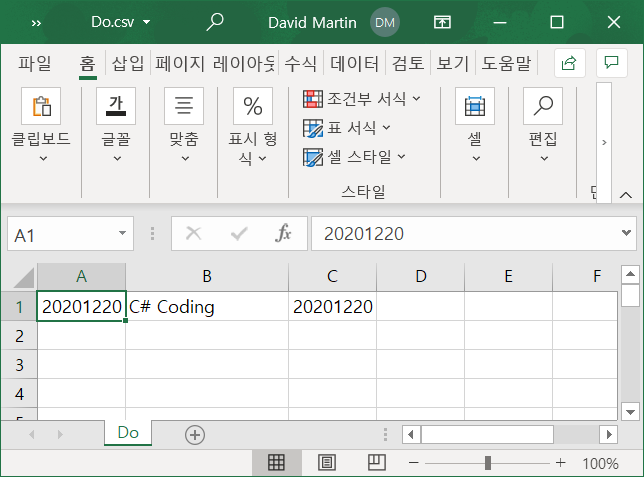 ›› Do.csv David Martin DM
파일 홈 삽입 페이지 레이아웃 수식 데이터 검토 보기 도움말
클립보드 가 글꼴 맞춤 % 표시 형식 조건부 서식 표 서식 셀 스타일 스타일 셀 편집
A1 fx 20201220
A B C D E F
1 20201220 C# Coding 20201220
2
3
4
Do
100%